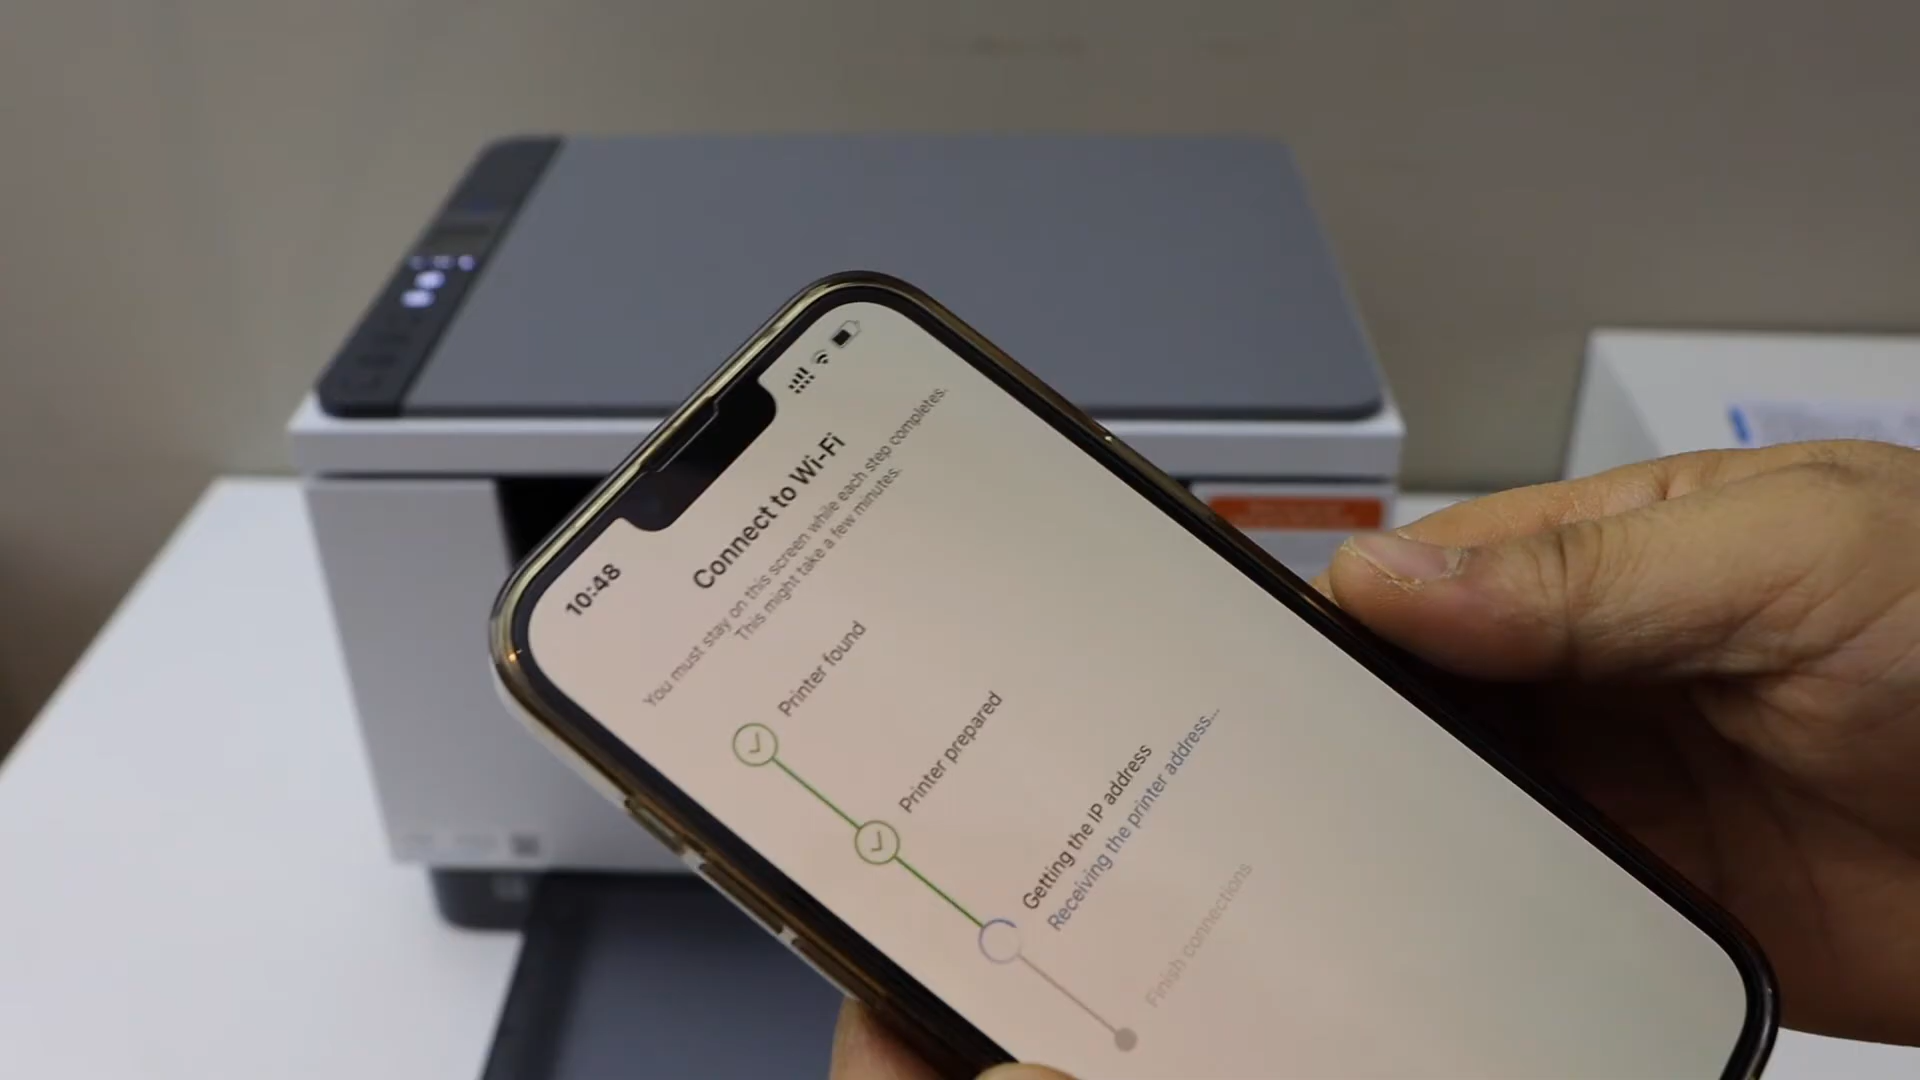 10:48
Connect to Wi-Fi
You must stay on this screen while each step completes.
This might take a few minutes.
Printer found
Printer prepared
Getting the IP address
Receiving the printer address...
Finish connections